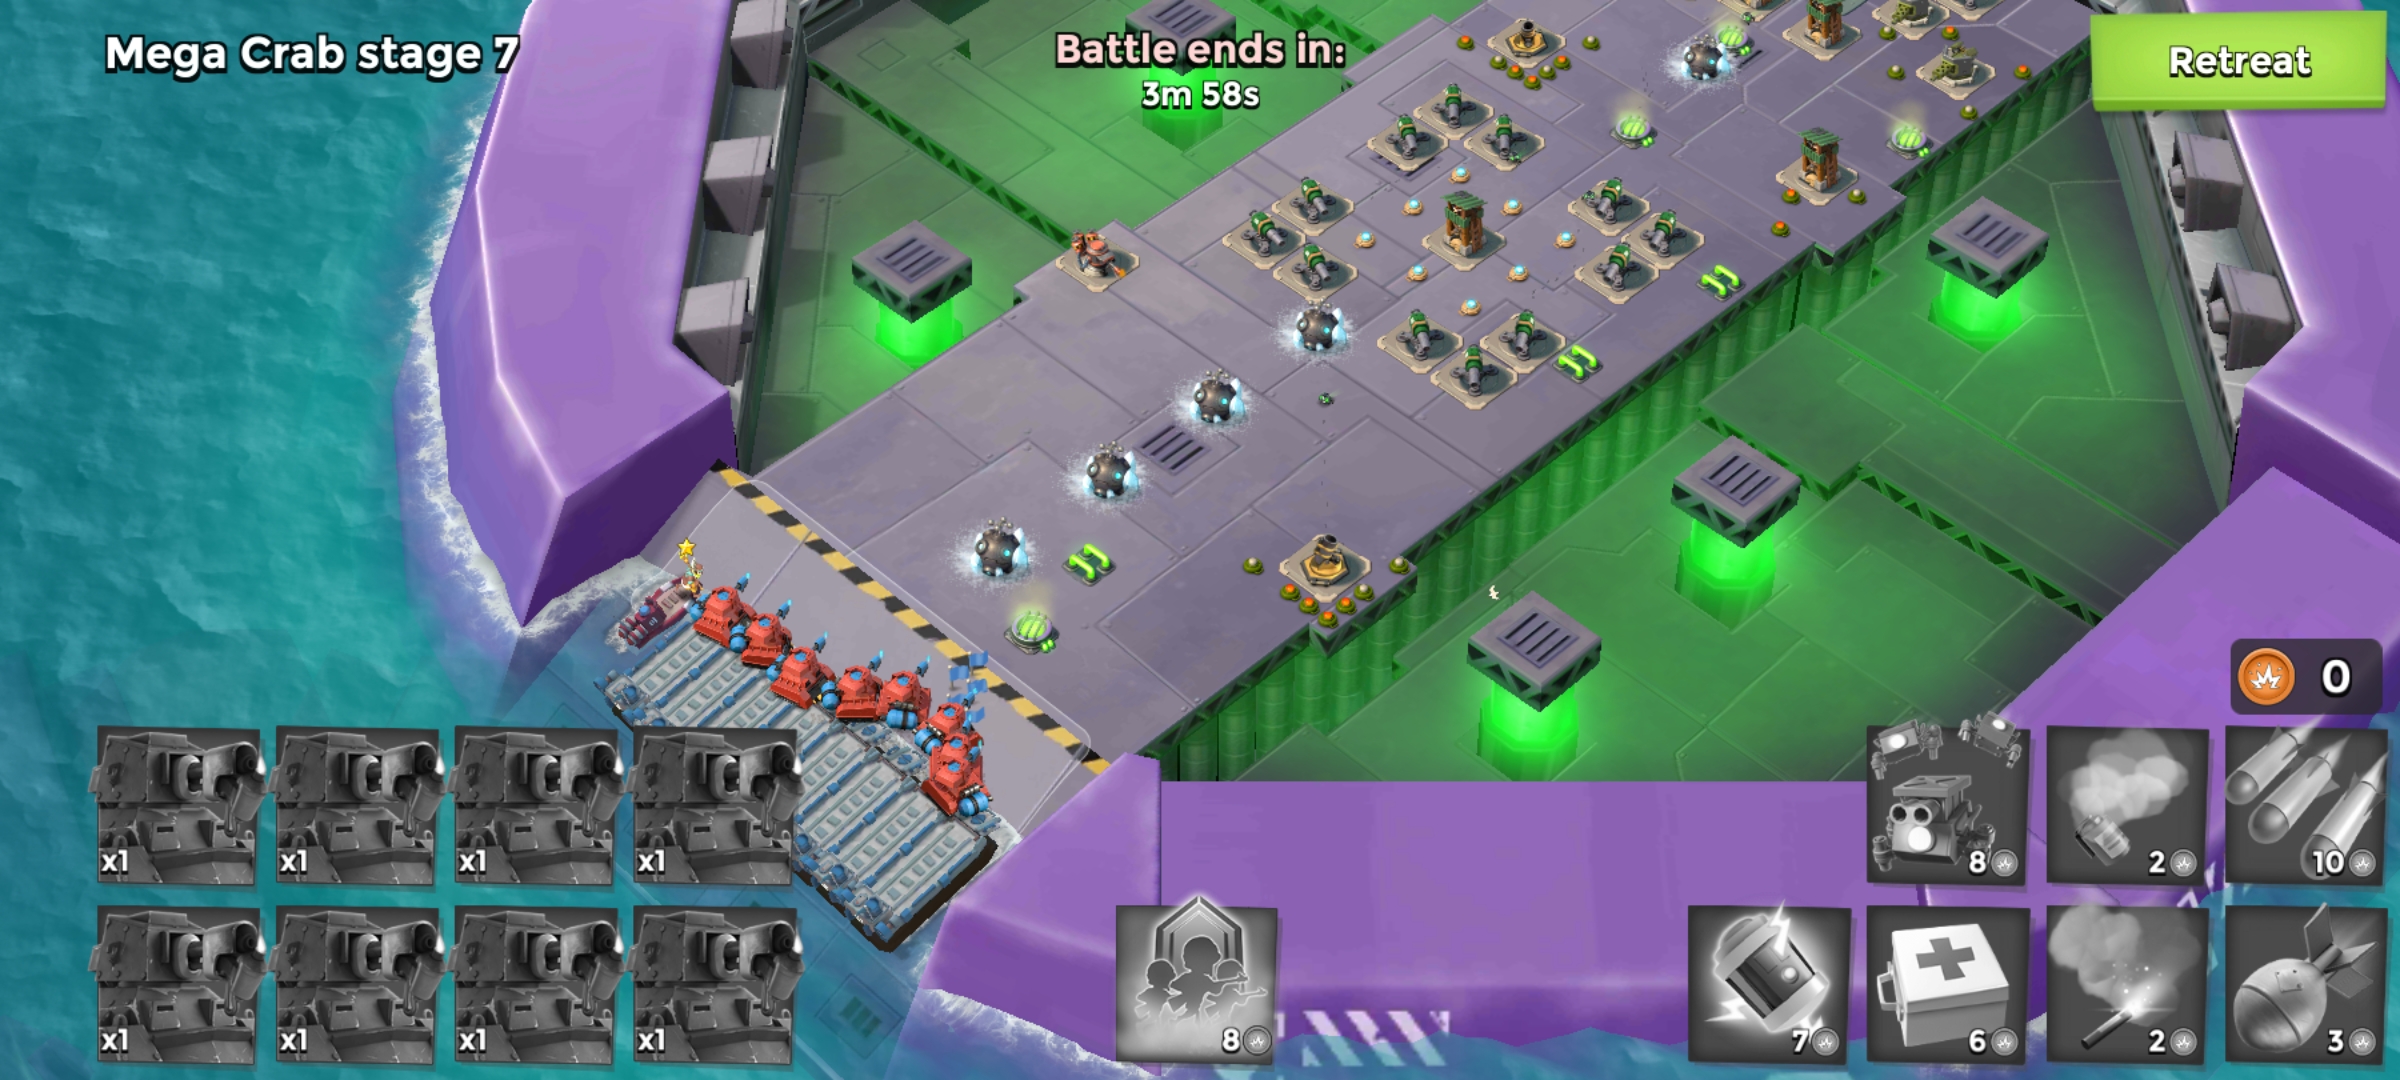 Mega Crab stage 7
Battle ends in:
3m 58s
Retreat
0
x1
x1
x1
x1
8
2
10
x1
x1
x1
x1
8
7
6
2
3